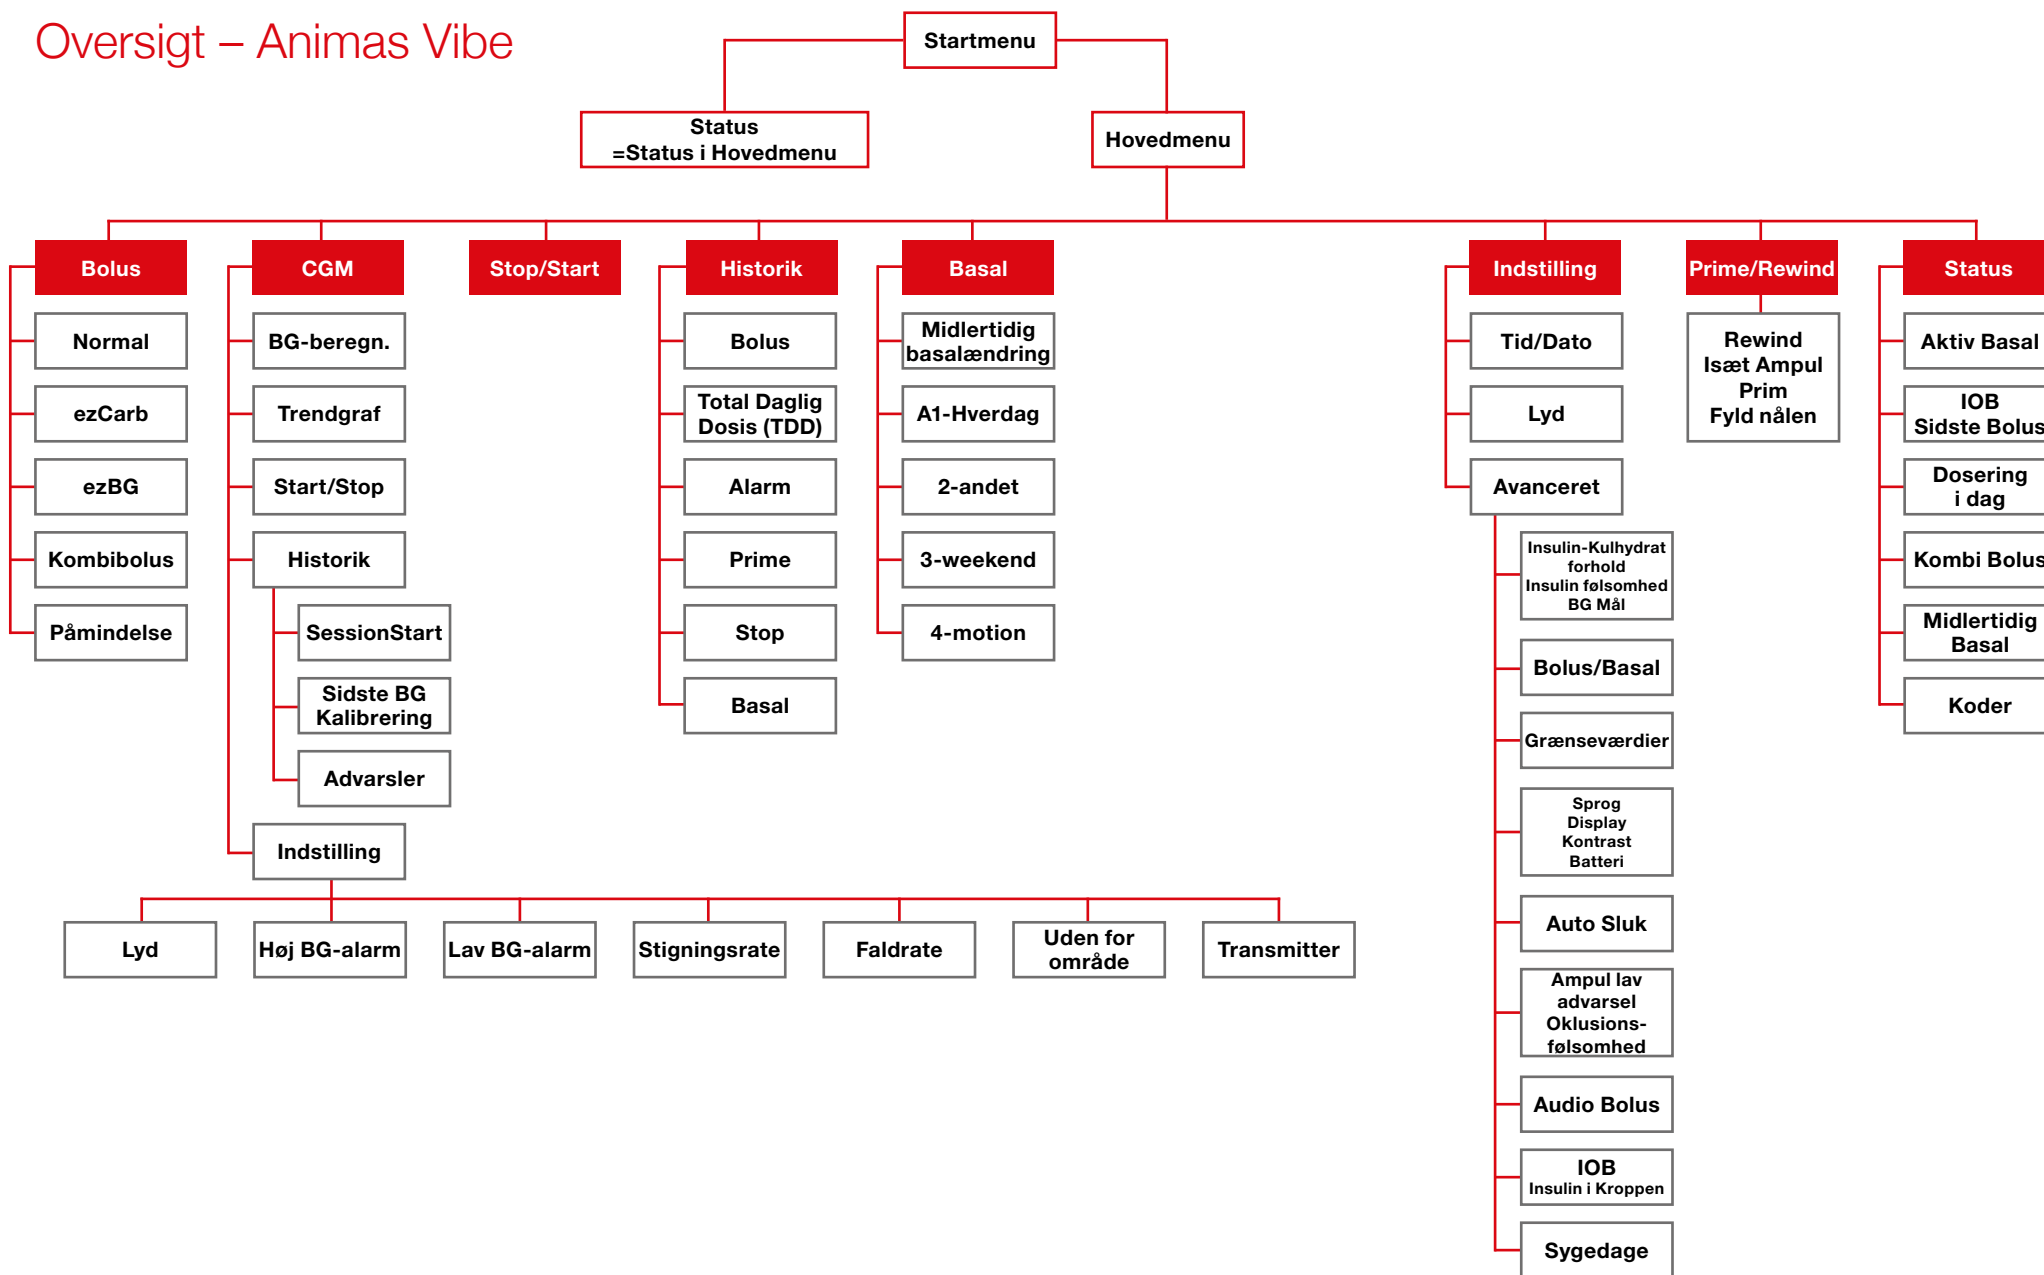 Oversigt – Animas Vibe
Startmenu
Status
=Status i Hovedmenu
Hovedmenu
Bolus
Normal
ezCarb
ezBG
Kombibolus
Påmindelse
CGM
BG-beregn.
Trendgraf
Start/Stop
Historik
SessionStart
Sidste BG
Kalibrering
Advarsler
Indstilling
Lyd
Høj BG-alarm
Lav BG-alarm
Stigningsrate
Faldrate
Uden for
område
Transmitter
Stop/Start
Historik
Bolus
Total Daglig
Dosis (TDD)
Alarm
Prime
Stop
Basal
Basal
Midlertidig
basalændring
A1-Hverdag
2-andet
3-weekend
4-motion
Indstilling
Tid/Dato
Lyd
Avanceret
Insulin-Kulhydrat
forhold
Insulin følsomhed
BG Mål
Bolus/Basal
Grænseværdier
Sprog
Display
Kontrast
Batteri
Auto Sluk
Ampul lav
advarsel
Oklusions-
følsomhed
Audio Bolus
IOB
Insulin i Kroppen
Sygedage
Prime/Rewind
Rewind
Isæt Ampul
Prim
Fyld nålen
Status
Aktiv Basal
IOB
Sidste Bolus
Dosering
i dag
Kombi Bolus
Midlertidig
Basal
Koder